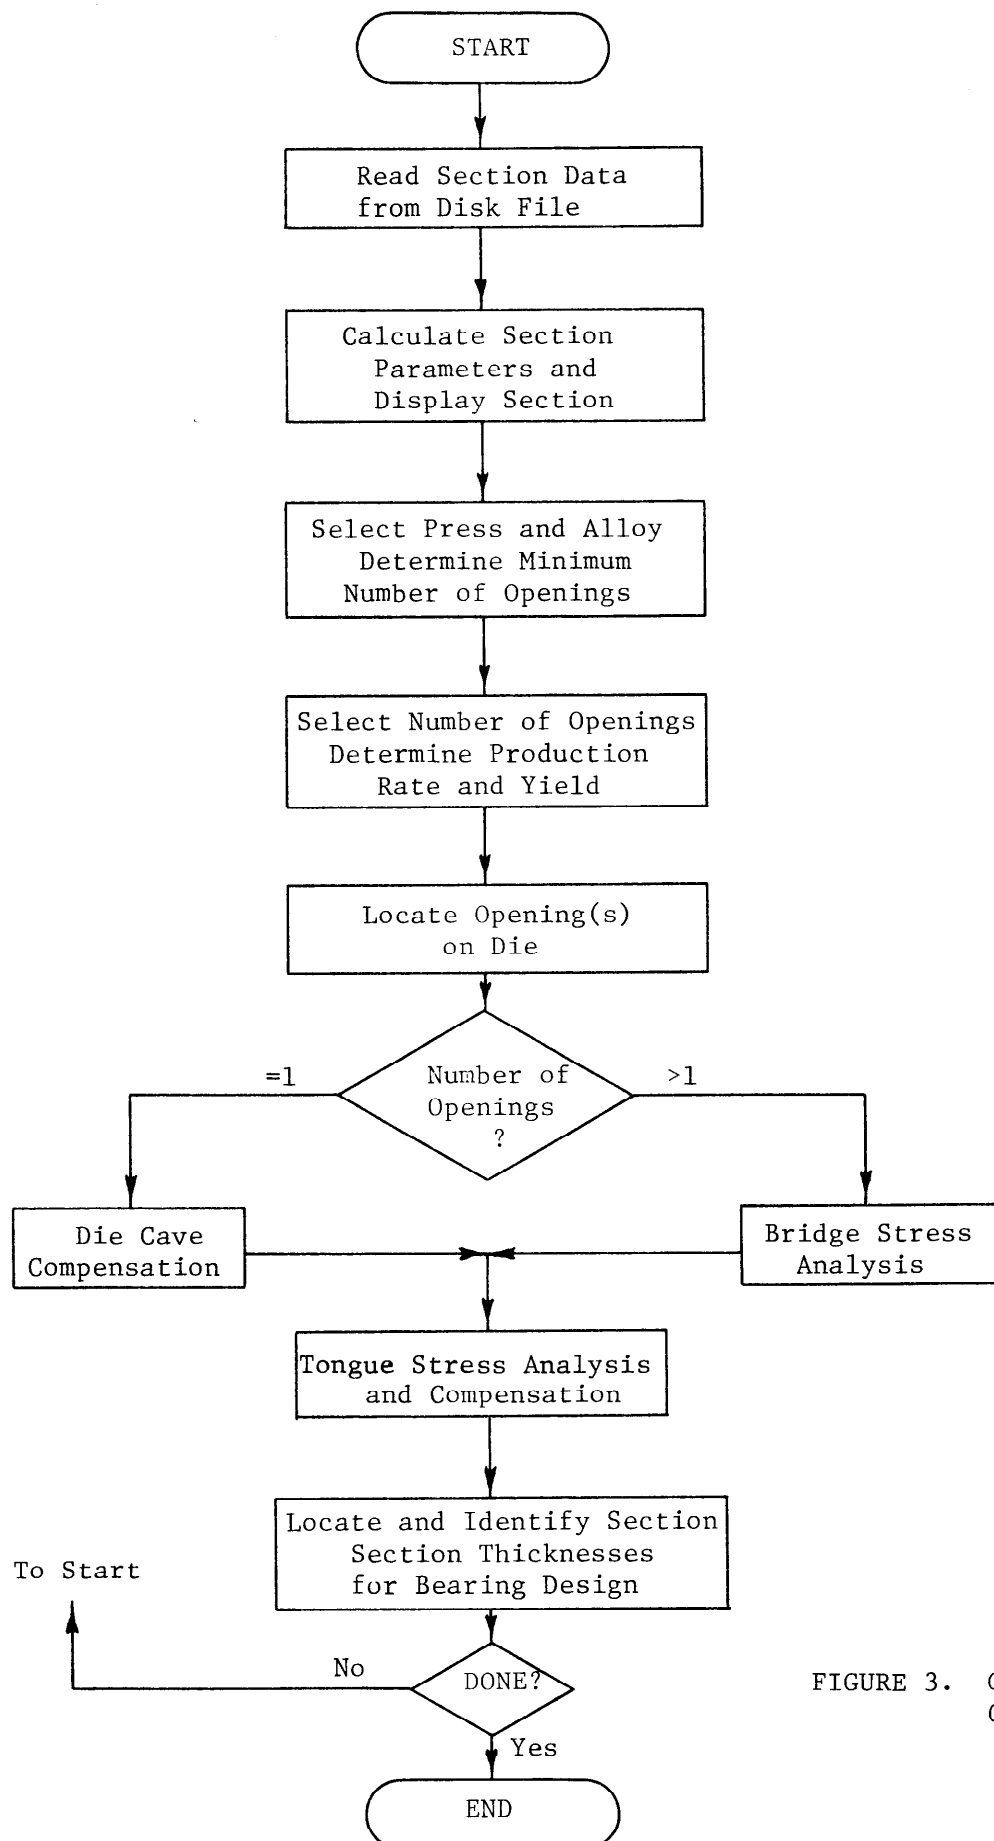 START
Read Section Data
from Disk File
Calculate Section
Parameters and
Display Section
Select Press and Alloy
Determine Minimum
Number of Openings
Select Number of Openings
Determine Production
Rate and Yield
Locate Opening(s)
on Die
=1
Number of
Openings
?
>1
Die Cave
Compensation
Bridge Stress
Analysis
Tongue Stress Analysis
and Compensation
Locate and Identify Section
Section Thicknesses
for Bearing Design
To Start
No
DONE?
Yes
FIGURE 3.
END